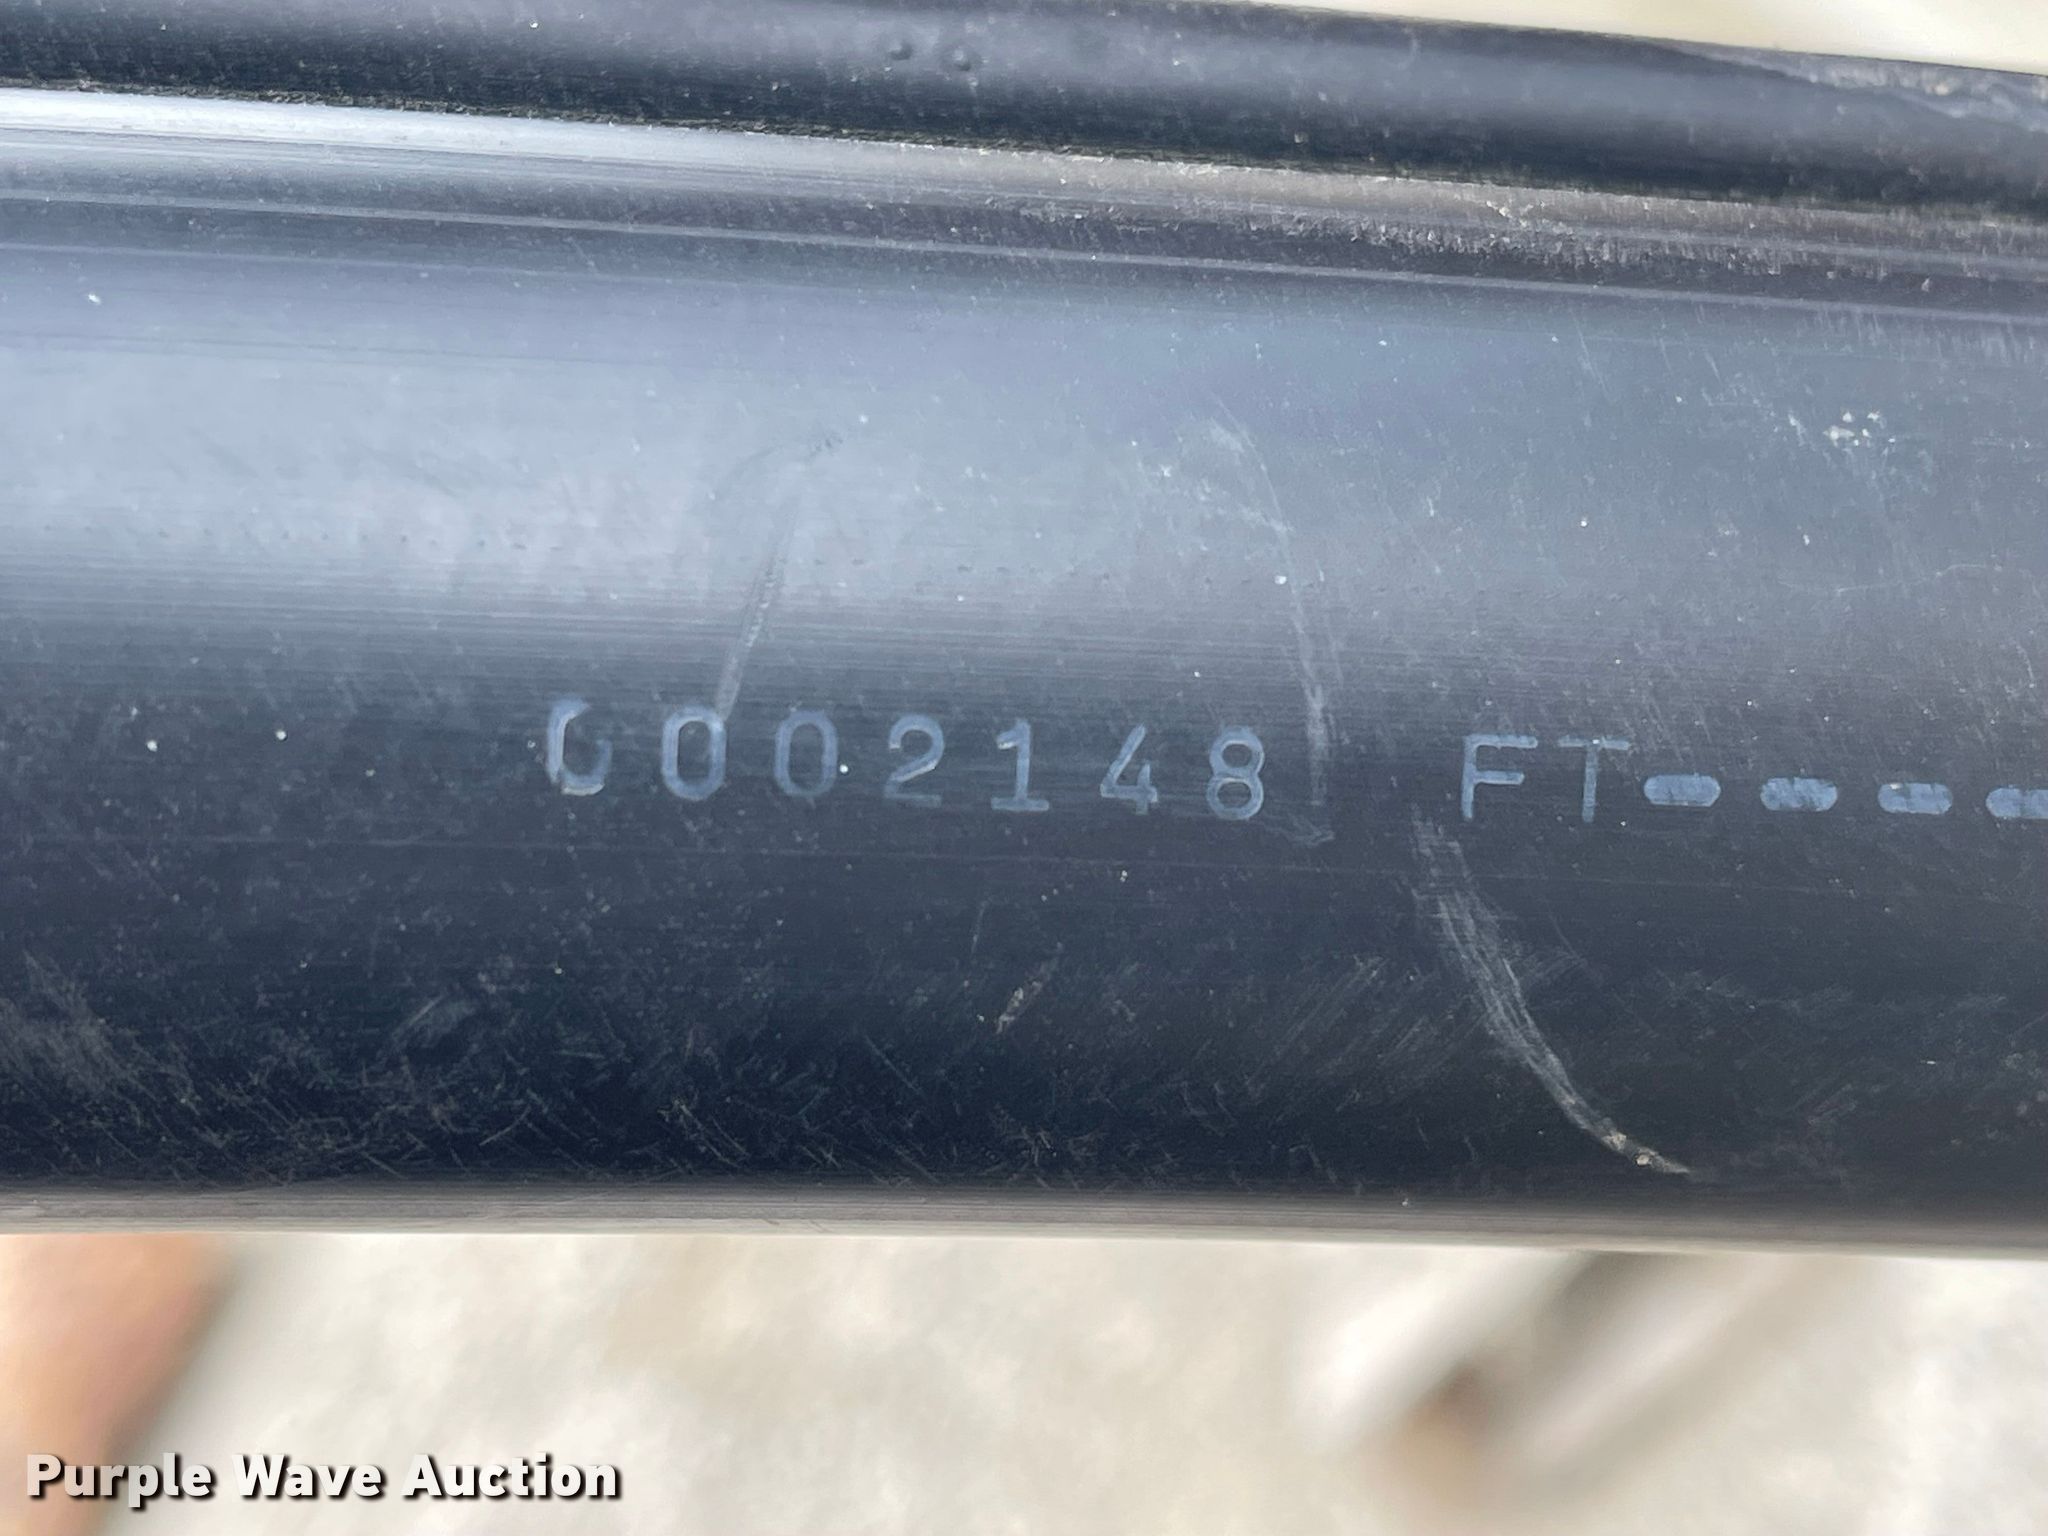 0002148 FT----
Purple Wave Auction